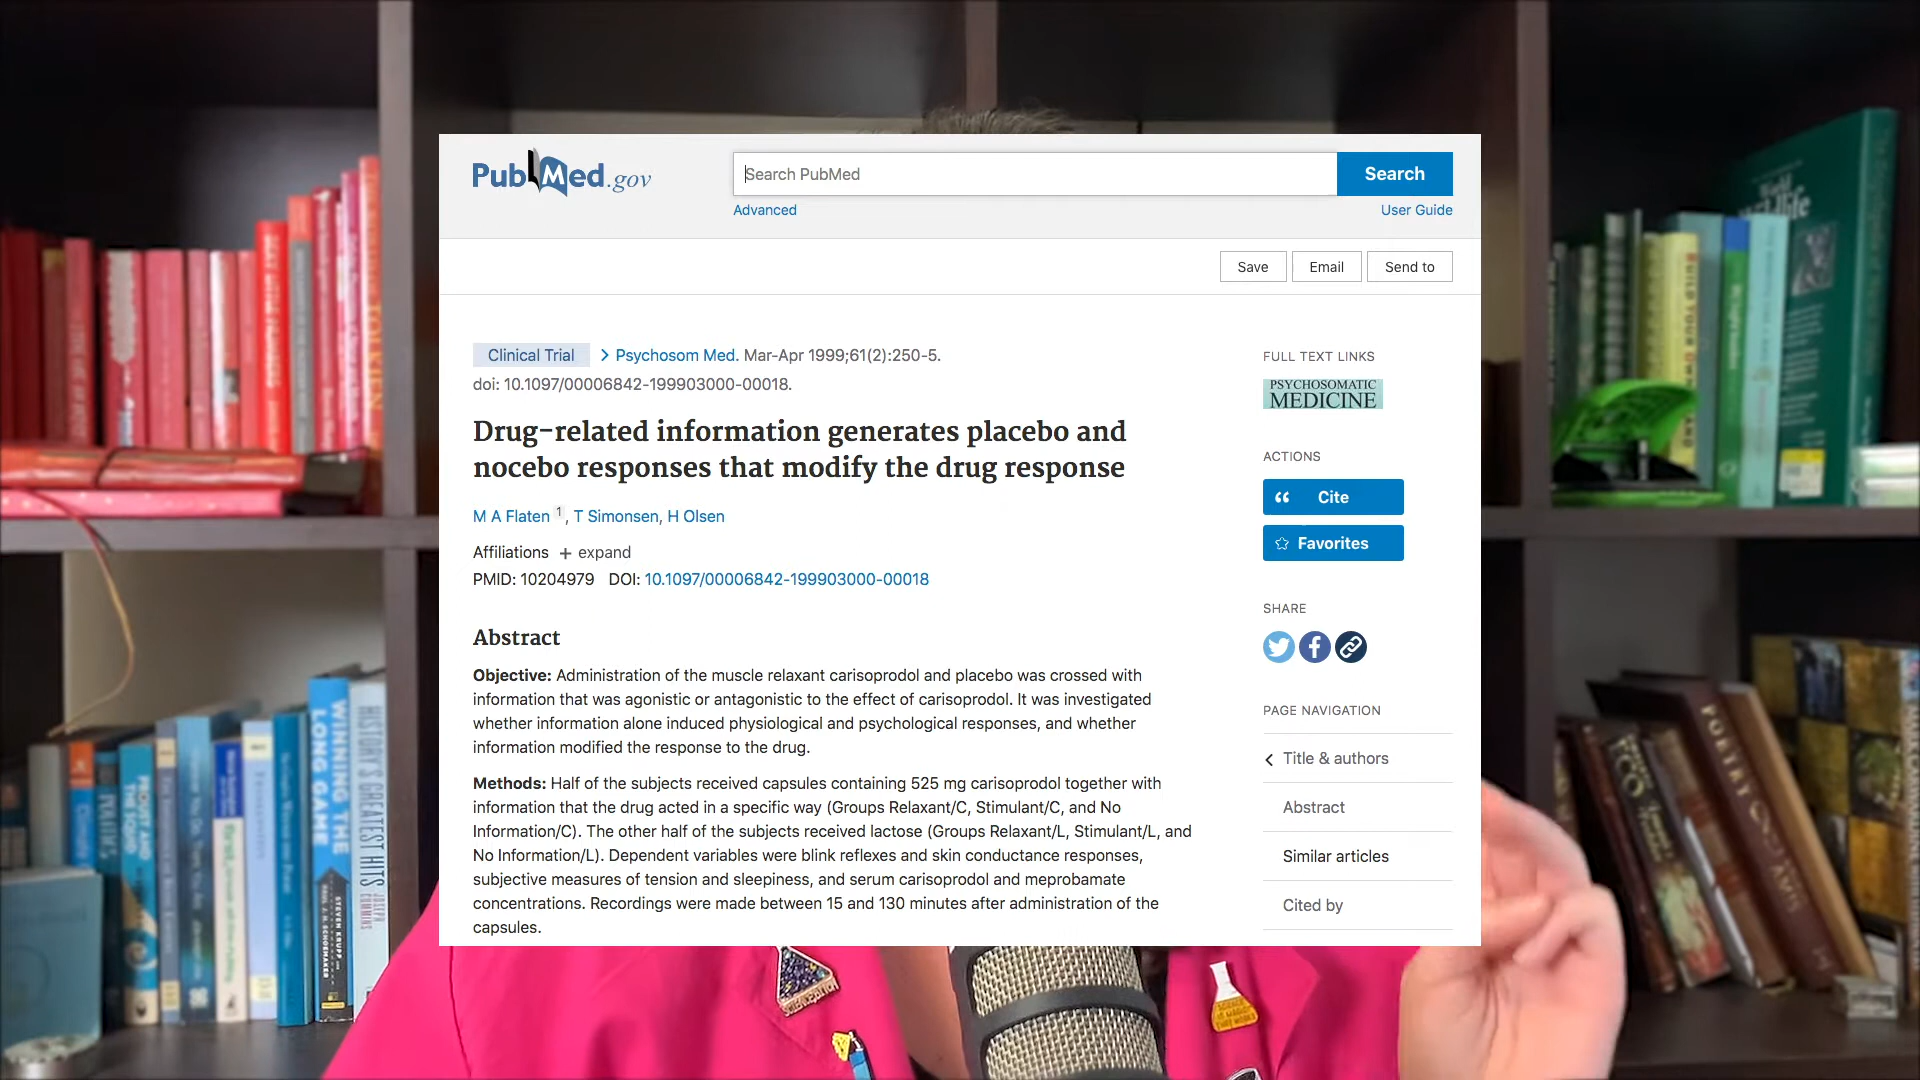 PubMed.gov
Search PubMed
Search
Advanced
User Guide
Save
Email
Send to
Clinical Trial
Psychosom Med. Mar-Apr 1999;61(2):250-5.
doi: 10.1097/00006842-199903000-00018.
Drug-related information generates placebo and
nocebo responses that modify the drug response
M A Flaten 1, T Simonsen, H Olsen
Affiliations + expand
PMID: 10204979 DOI: 10.1097/00006842-199903000-00018
Abstract
Objective: Administration of the muscle relaxant carisoprodol and placebo was crossed with
information that was agonistic or antagonistic to the effect of carisoprodol. It was investigated
whether information alone induced physiological and psychological responses, and whether
information modified the response to the drug.
Methods: Half of the subjects received capsules containing 525 mg carisoprodol together with
information that the drug acted in a specific way (Groups Relaxant/C, Stimulant/C, and No
Information/C). The other half of the subjects received lactose (Groups Relaxant/L, Stimulant/L, and
No Information/L). Dependent variables were blink reflexes and skin conductance responses,
subjective measures of tension and sleepiness, and serum carisoprodol and meprobamate
concentrations. Recordings were made between 15 and 130 minutes after administration of the
capsules.
FULL TEXT LINKS
PSYCHOSOMATIC
MEDICINE
ACTIONS
Cite
Favorites
SHARE
PAGE NAVIGATION
Title & authors
Abstract
Similar articles
Cited by
WINNING THE
LONG GAME
STEVEN KRUPP
PAUL J. H. SCHOEMAKER
HISTORY'S GREATEST HITS
JOSEPH
CUMMINS
World
POETRY
ECO